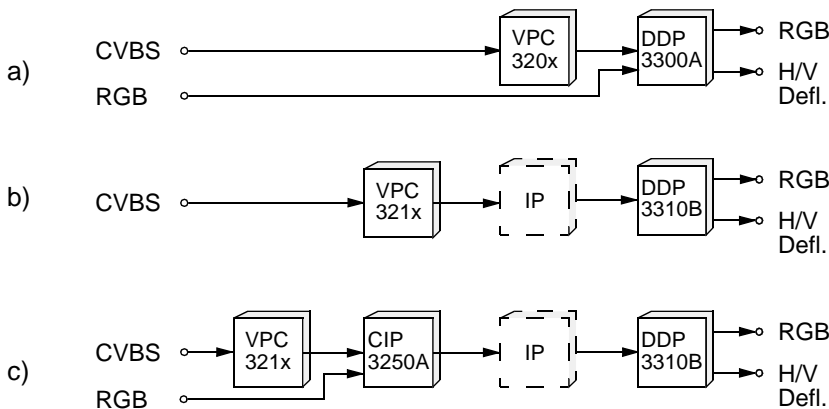 a)
CVBS
RGB
VPC
320x
DDP
3300A
RGB
H/V
Defl.
b)
CVBS
VPC
321x
IP
DDP
3310B
RGB
H/V
Defl.
c)
CVBS
RGB
VPC
321x
CIP
3250A
IP
DDP
3310B
RGB
H/V
Defl.